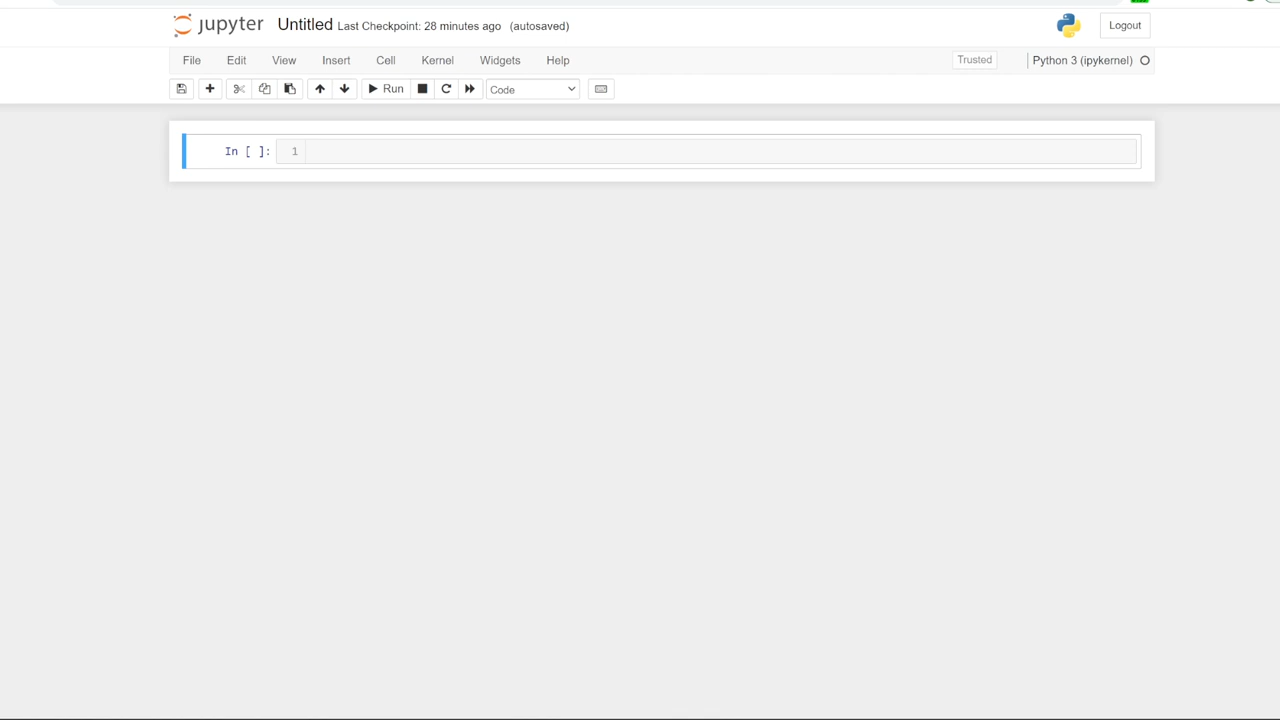 jupyter Untitled Last Checkpoint: 28 minutes ago (autosaved) Logout
File Edit View Insert Cell Kernel Widgets Help Trusted Python 3 (ipykernel)
Run Code
In [ ]: 1